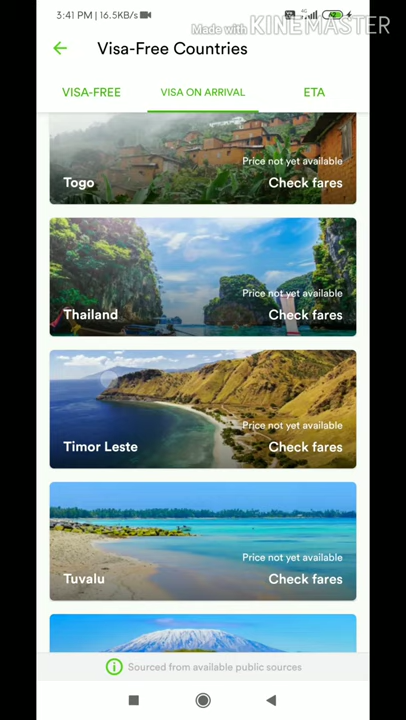 3:41 PM | 16.5KB/s
4G
42
Made with KINEMASTER
Visa-Free Countries
VISA-FREE
VISA ON ARRIVAL
ETA
Price not yet available
Togo
Check fares
Price not yet available
Thailand
Check fares
Price not yet available
Timor Leste
Check fares
Price not yet available
Tuvalu
Check fares
Sourced from available public sources